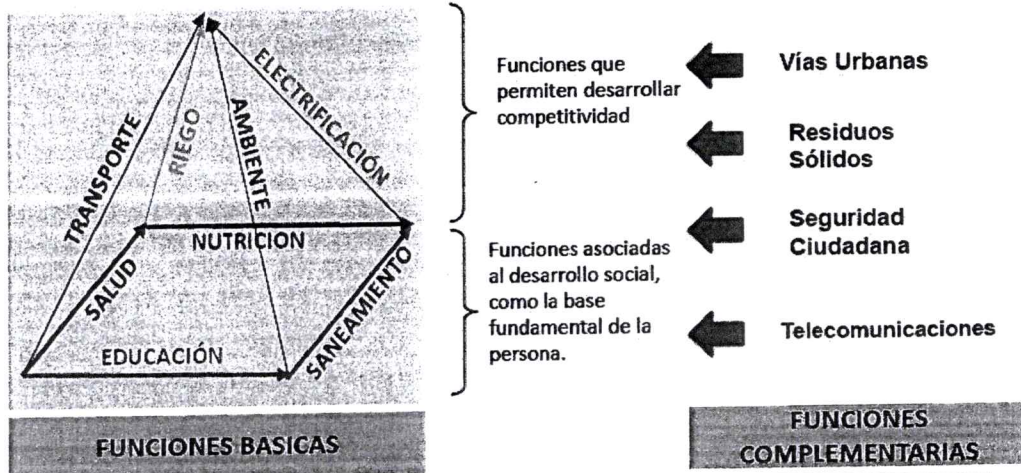 TRANSPORTE
RIEGO
AMBIENTE
ELECTRIFICACIÓN
SALUD
NUTRICION
EDUCACIÓN
SANEAMIENTO
FUNCIONES BASICAS
Funciones que
permiten desarrollar
competitividad
Funciones asociadas
al desarrollo social,
como la base
fundamental de la
persona.
Vías Urbanas
Residuos
Sólidos
Seguridad
Ciudadana
Telecomunicaciones
FUNCIONES
COMPLEMENTARIAS